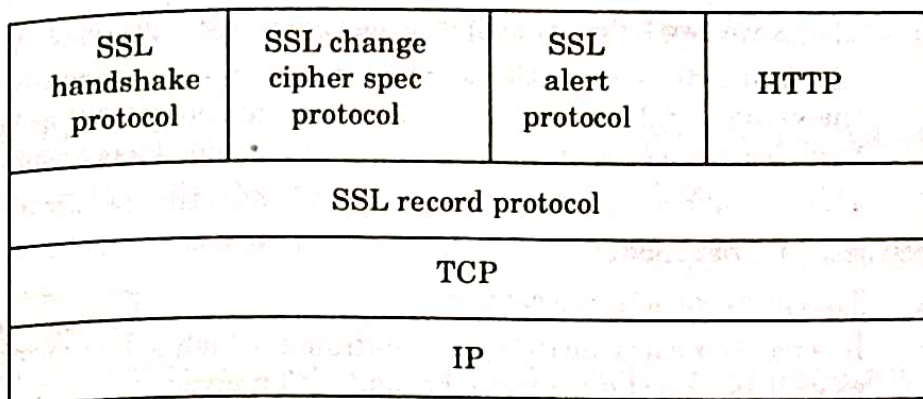 SSL
handshake
protocol
SSL change
cipher spec
protocol
SSL
alert
protocol
HTTP
SSL record protocol
TCP
IP